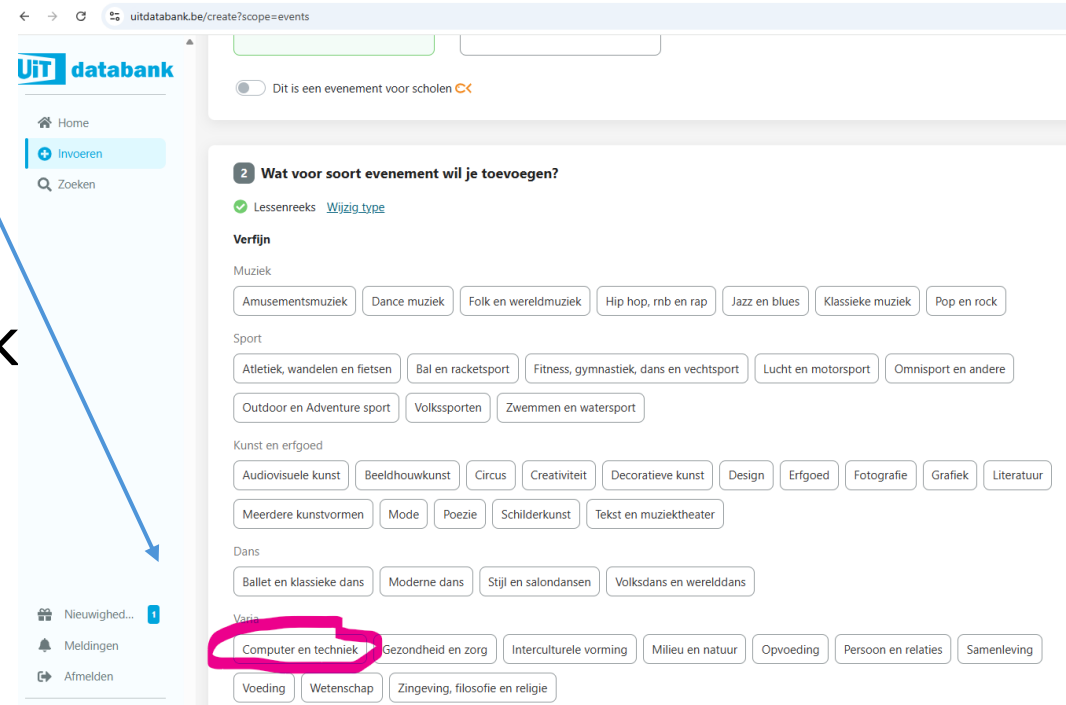 uitdatabank.be/create?scope=events
UiT databank
Home
Invoeren
Zoeken
Nieuwighed... 1
Meldingen
Afmelden
Dit is een evenement voor scholen
2 Wat voor soort evenement wil je toevoegen?
Lessenreeks Wijzig type
Verfijn
Muziek
Amusementsmuziek Dance muziek Folk en wereldmuziek Hip hop, rnb en rap Jazz en blues Klassieke muziek Pop en rock
Sport
Atletiek, wandelen en fietsen Bal en racketsport Fitness, gymnastiek, dans en vechtsport Lucht en motorsport Omnisport en andere
Outdoor en Adventure sport Volkssporten Zwemmen en watersport
Kunst en erfgoed
Audiovisuele kunst Beeldhouwkunst Circus Creativiteit Decoratieve kunst Design Erfgoed Fotografie Grafiek Literatuur
Meerdere kunstvormen Mode Poezie Schilderkunst Tekst en muziektheater
Dans
Ballet en klassieke dans Moderne dans Stijl en salondansen Volksdans en werelddans
Varia
Computer en techniek Gezondheid en zorg Interculturele vorming Milieu en natuur Opvoeding Persoon en relaties Samenleving
Voeding Wetenschap Zingeving, filosofie en religie